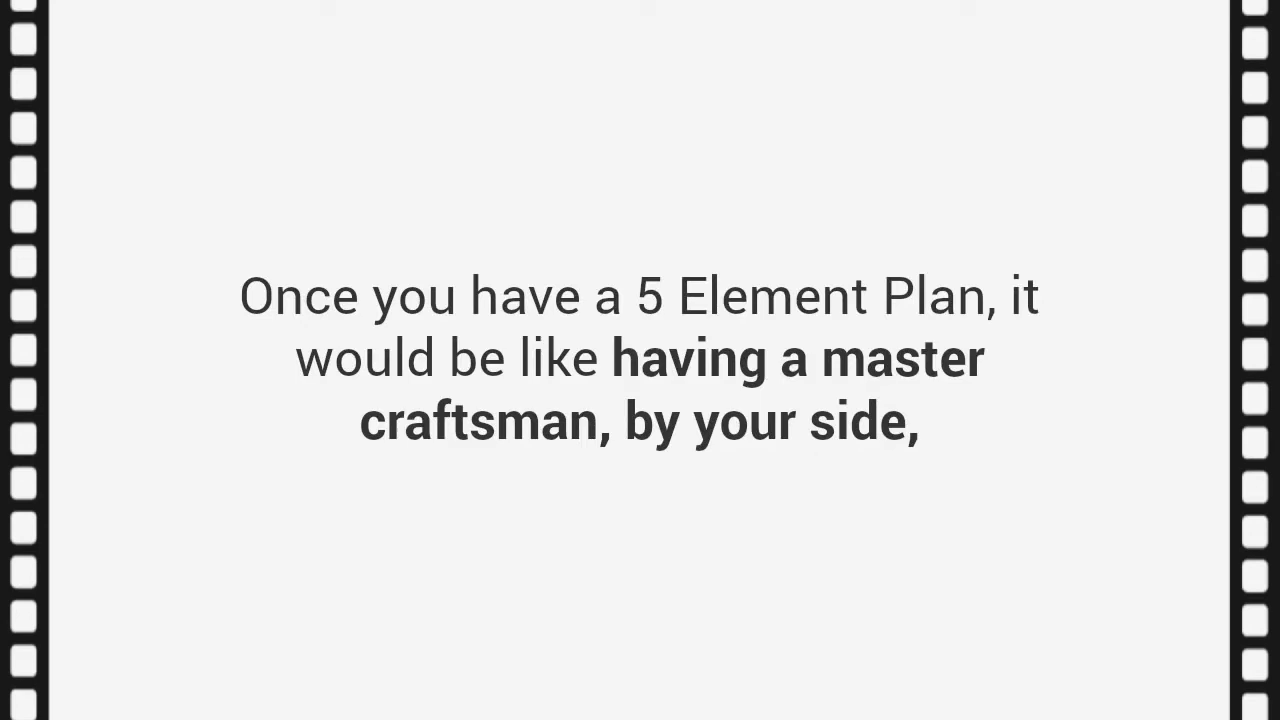 Once you have a 5 Element Plan, it
would be like having a master
craftsman, by your side,